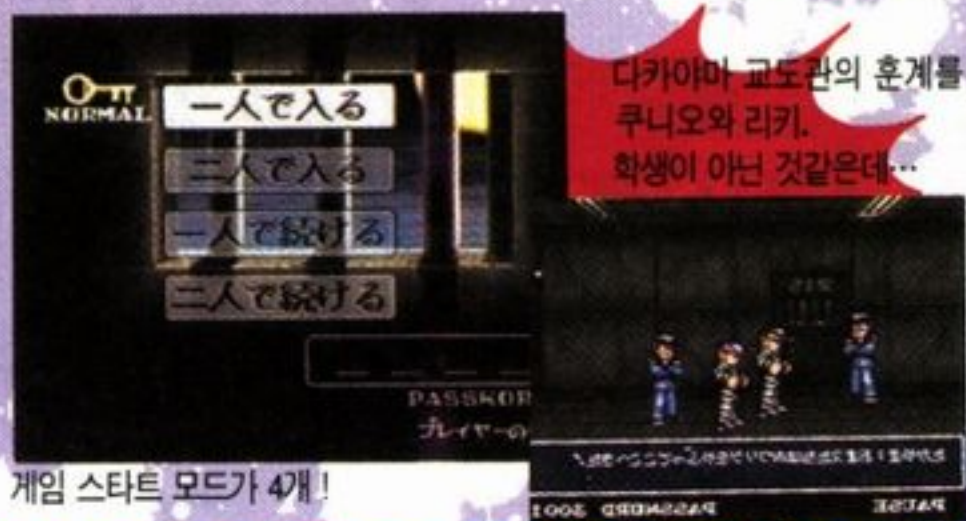 NORMAL
一人で入る
二人で入る
一人で続ける
二人で続ける
PASSKOR
プレイヤーの
게임 스타트 모드가 4개 !
다카야마 교도관의 훈계를
쿠니오와 리키.
학생이 아닌 것같은데…
PASSWORD 2001
PAUSE